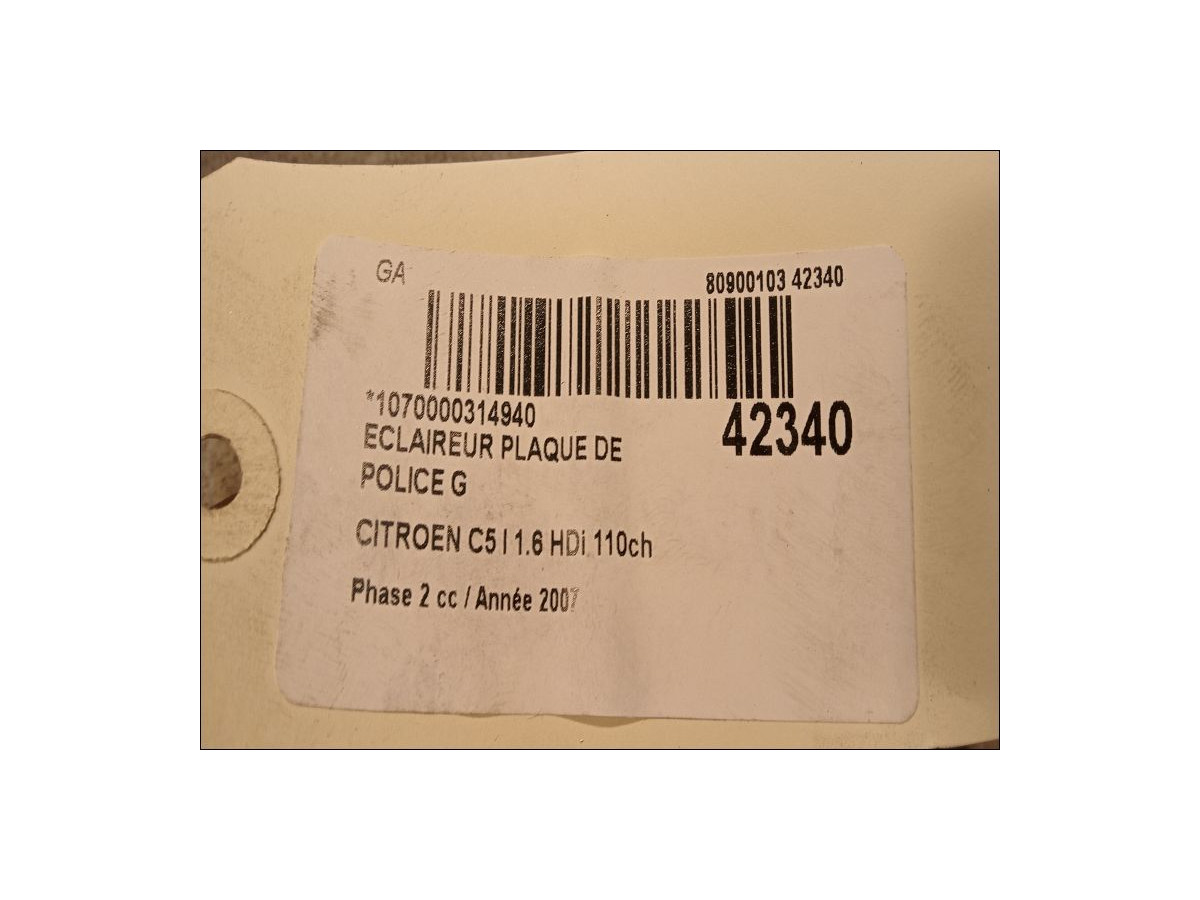 GA
80900103 42340
*1070000314940
42340
ECLAIREUR PLAQUE DE
POLICE G
CITROEN C5 I 1.6 HDi 110ch
Phase 2 cc / Année 2007